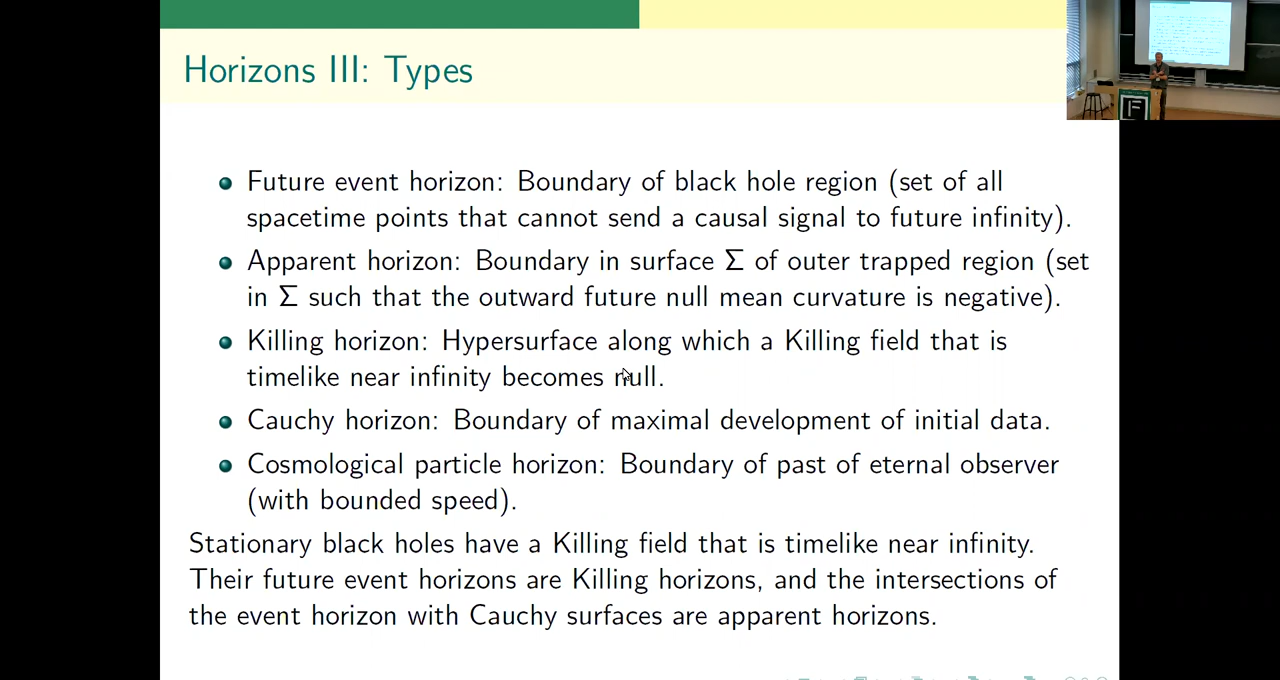 Horizons III: Types
Future event horizon: Boundary of black hole region (set of all
spacetime points that cannot send a causal signal to future infinity).
Apparent horizon: Boundary in surface Σ of outer trapped region (set
in Σ such that the outward future null mean curvature is negative).
Killing horizon: Hypersurface along which a Killing field that is
timelike near infinity becomes null.
Cauchy horizon: Boundary of maximal development of initial data.
Cosmological particle horizon: Boundary of past of eternal observer
(with bounded speed).
Stationary black holes have a Killing field that is timelike near infinity.
Their future event horizons are Killing horizons, and the intersections of
the event horizon with Cauchy surfaces are apparent horizons.
F